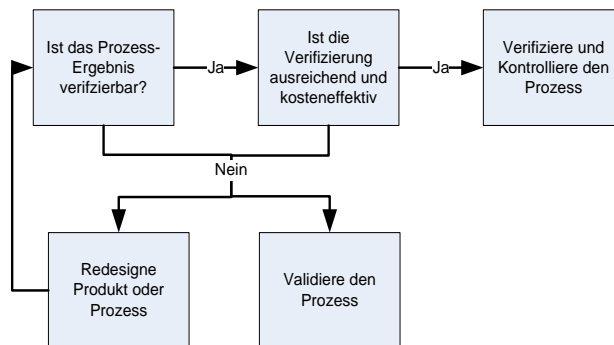 Ist das Prozess-
Ergebnis
verifzierbar?
Ja
Ist die
Verifizierung
ausreichend und
kosteneffektiv
Ja
Verifiziere und
Kontrolliere den
Prozess
Nein
Redesigne
Produkt oder
Prozess
Validiere den
Prozess